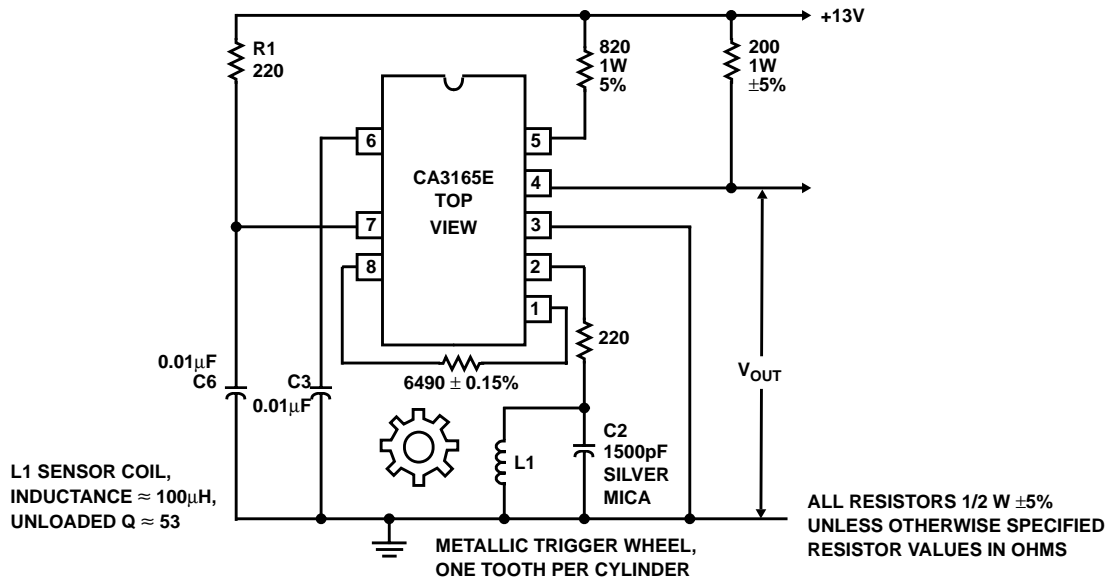 +13V
R1
220
820
1W
5%
200
1W
±5%
6
5
CA3165E
TOP
VIEW
4
7
3
8
2
1
220
6490 ± 0.15%
VOUT
0.01μF
C6
C3
0.01μF
L1
C2
1500pF
SILVER
MICA
L1 SENSOR COIL,
INDUCTANCE ≈ 100μH,
UNLOADED Q ≈ 53
METALLIC TRIGGER WHEEL,
ONE TOOTH PER CYLINDER
ALL RESISTORS 1/2 W ±5%
UNLESS OTHERWISE SPECIFIED
RESISTOR VALUES IN OHMS